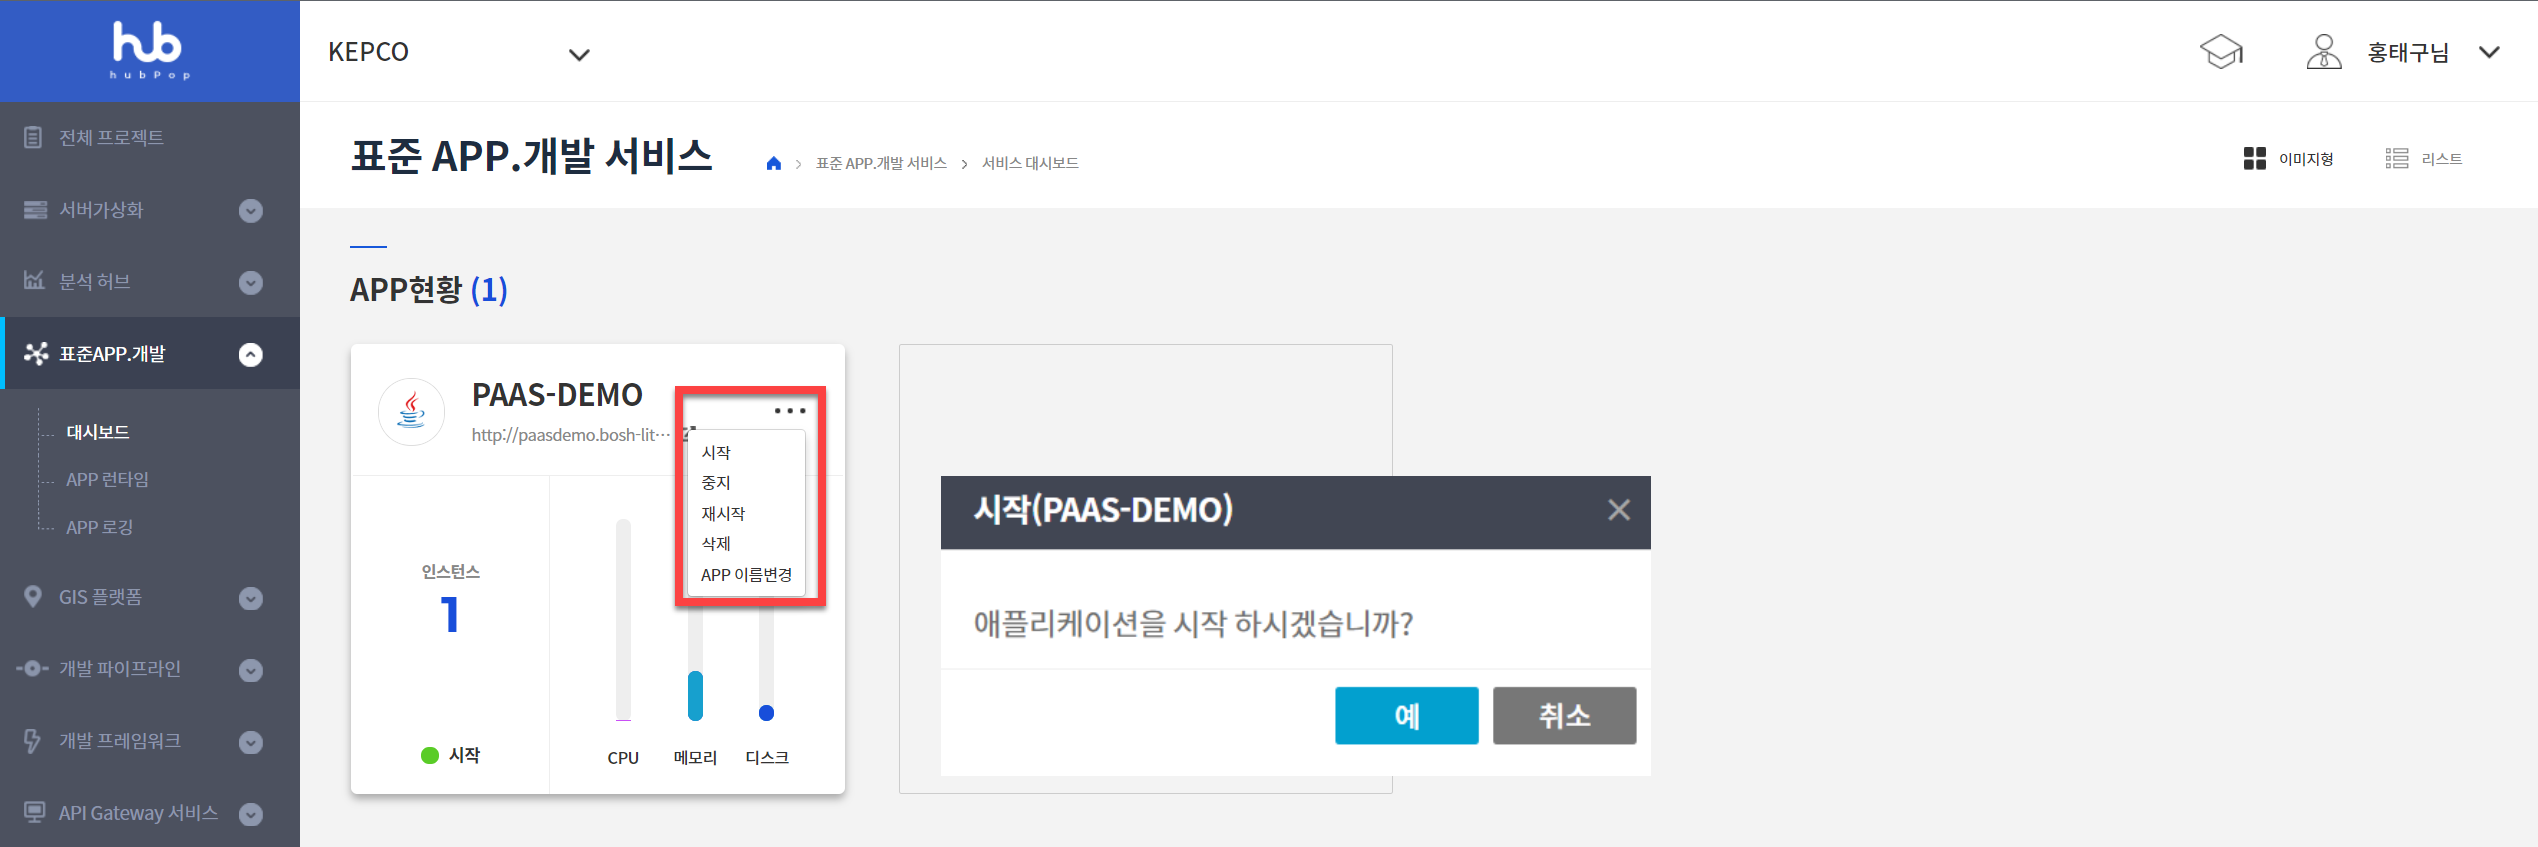 hub
hubPop
KEPCO
홍태구님
전체 프로젝트
서버가상화
분석 허브
표준APP.개발
대시보드
APP 런타임
APP 로깅
GIS 플랫폼
개발 파이프라인
개발 프레임워크
API Gateway 서비스
표준 APP.개발 서비스
표준 APP.개발 서비스 > 서비스 대시보드
이미지형
리스트
APP현황 (1)
PAAS-DEMO
http://paasdemo.bosh-lit···
시작
중지
재시작
삭제
APP 이름변경
인스턴스
1
시작
CPU
메모리
디스크
시작(PAAS-DEMO)
애플리케이션을 시작 하시겠습니까?
예
취소